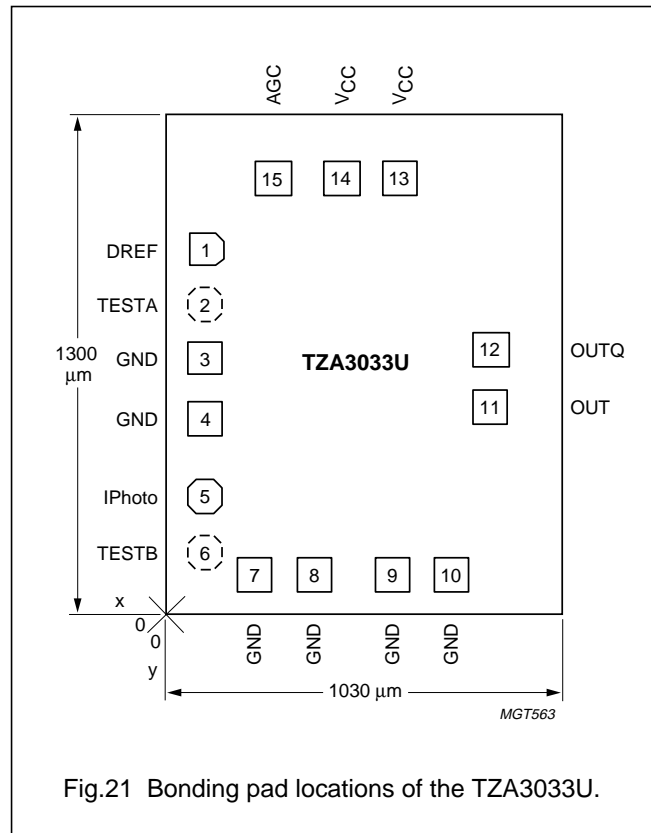 AGC VCC VCC
15 14 13
DREF 1
TESTA 2
1300 μm
GND 3
TZA3033U
12 OUTQ
GND 4
11 OUT
IPhoto 5
TESTB 6
7 8 9 10
x
0
0
y
GND GND GND GND
1030 μm
MGT563
Fig.21 Bonding pad locations of the TZA3033U.